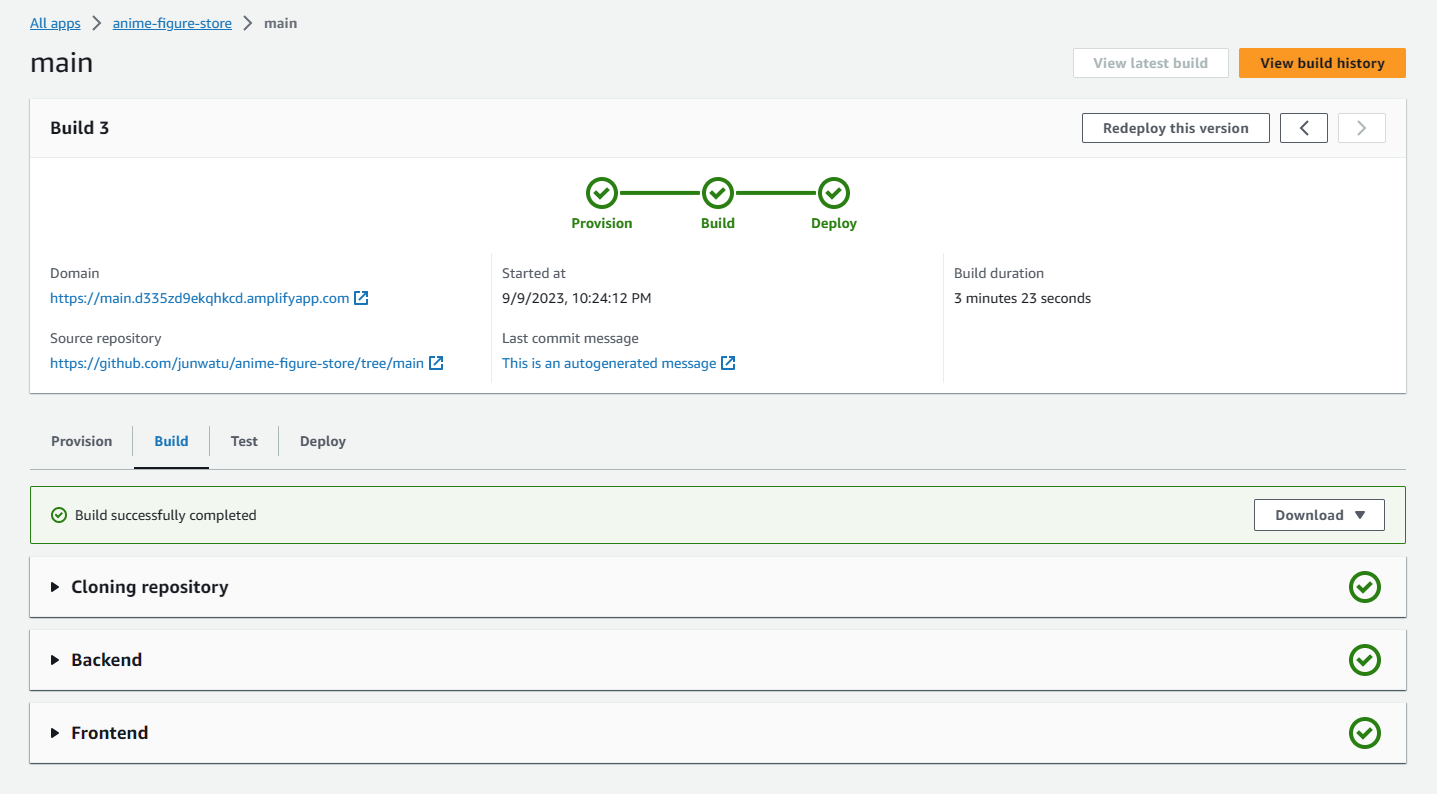 All apps > anime-figure-store > main
main
View latest build
View build history
Build 3
Redeploy this version
Provision
Build
Deploy
Domain
https://main.d335zd9ekqhkcd.amplifyapp.com
Source repository
https://github.com/junwatu/anime-figure-store/tree/main
Started at
9/9/2023, 10:24:12 PM
Last commit message
This is an autogenerated message
Build duration
3 minutes 23 seconds
Provision
Build
Test
Deploy
Build successfully completed
Download
Cloning repository
Backend
Frontend